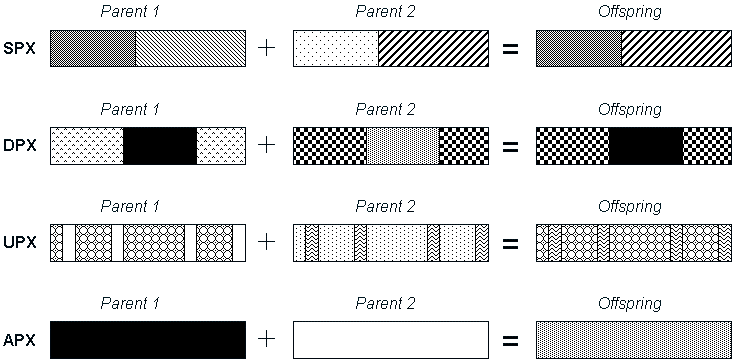 Parent 1 Parent 2 Offspring
SPX + =
Parent 1 Parent 2 Offspring
DPX + =
Parent 1 Parent 2 Offspring
UPX + =
Parent 1 Parent 2 Offspring
APX + =